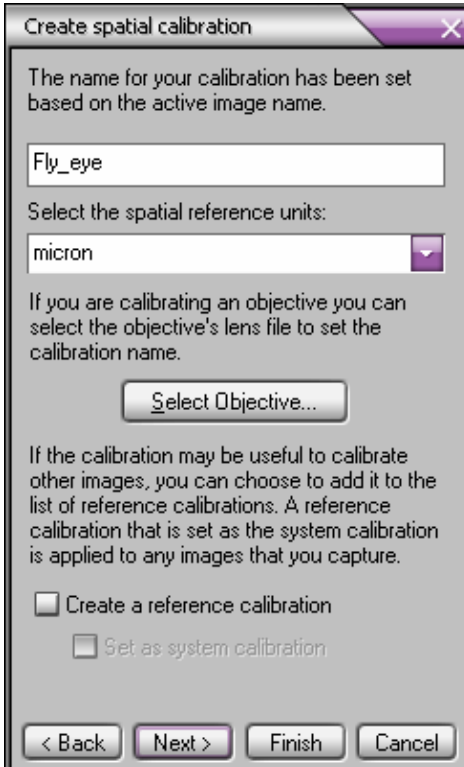 Create spatial calibration
The name for your calibration has been set
based on the active image name.
Fly_eye
Select the spatial reference units:
micron
If you are calibrating an objective you can
select the objective's lens file to set the
calibration name.
Select Objective...
If the calibration may be useful to calibrate
other images, you can choose to add it to the
list of reference calibrations. A reference
calibration that is set as the system calibration
is applied to any images that you capture.
Create a reference calibration
Set as system calibration
< Back Next > Finish Cancel